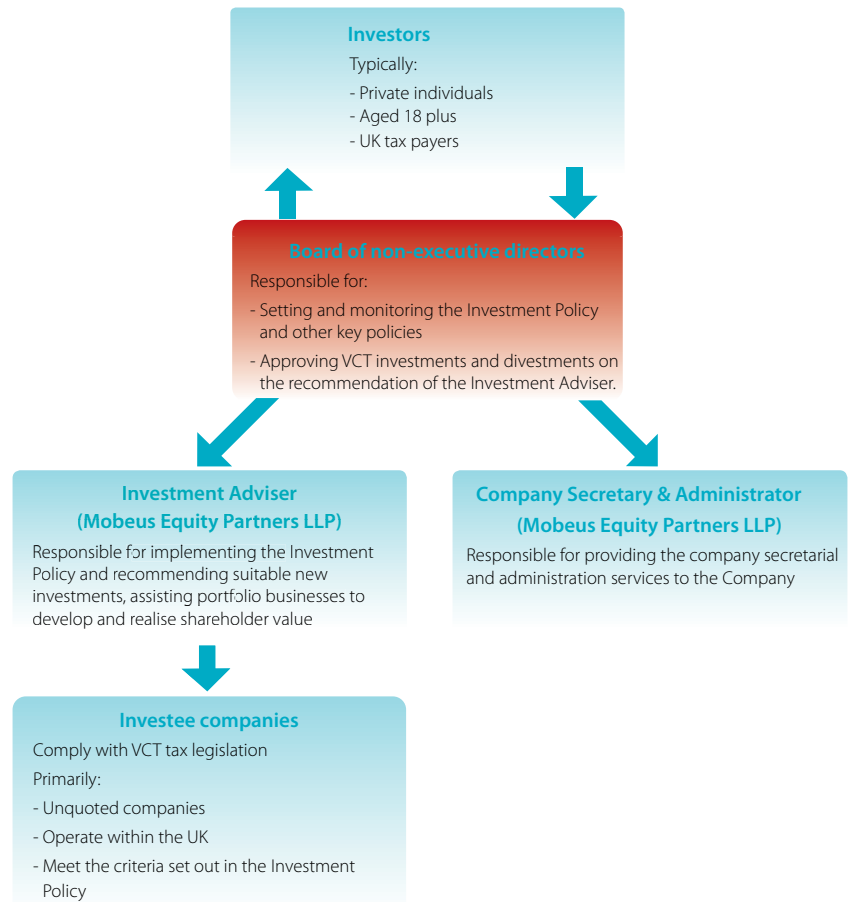 Investors
Typically:
- Private individuals
- Aged 18 plus
- UK tax payers
Board of non-executive directors
Responsible for:
- Setting and monitoring the Investment Policy
and other key policies
- Approving VCT investments and divestments on
the recommendation of the Investment Adviser.
Investment Adviser
(Mobeus Equity Partners LLP)
Responsible for implementing the Investment
Policy and recommending suitable new
investments, assisting portfolio businesses to
develop and realise shareholder value
Company Secretary & Administrator
(Mobeus Equity Partners LLP)
Responsible for providing the company secretarial
and administration services to the Company
Investee companies
Comply with VCT tax legislation
Primarily:
- Unquoted companies
- Operate within the UK
- Meet the criteria set out in the Investment
Policy